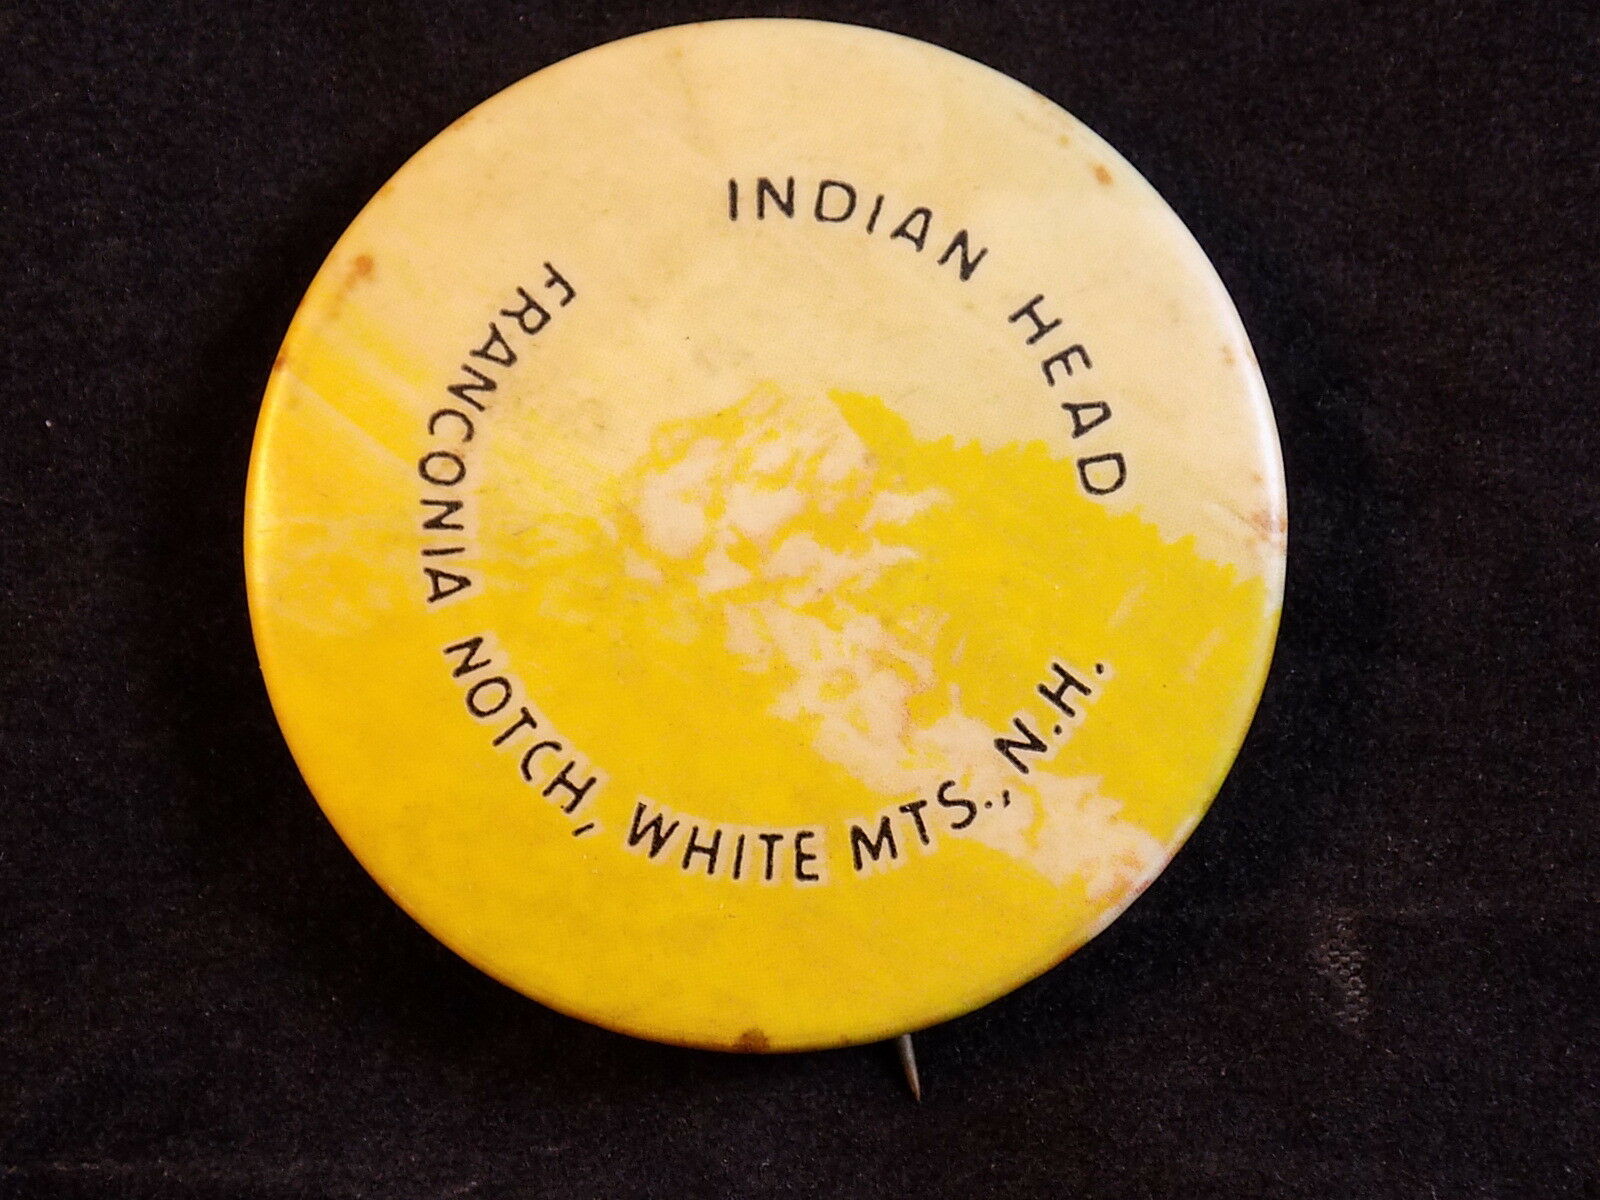 INDIAN HEAD
FRANCONIA NOTCH, WHITE MTS., N.H.